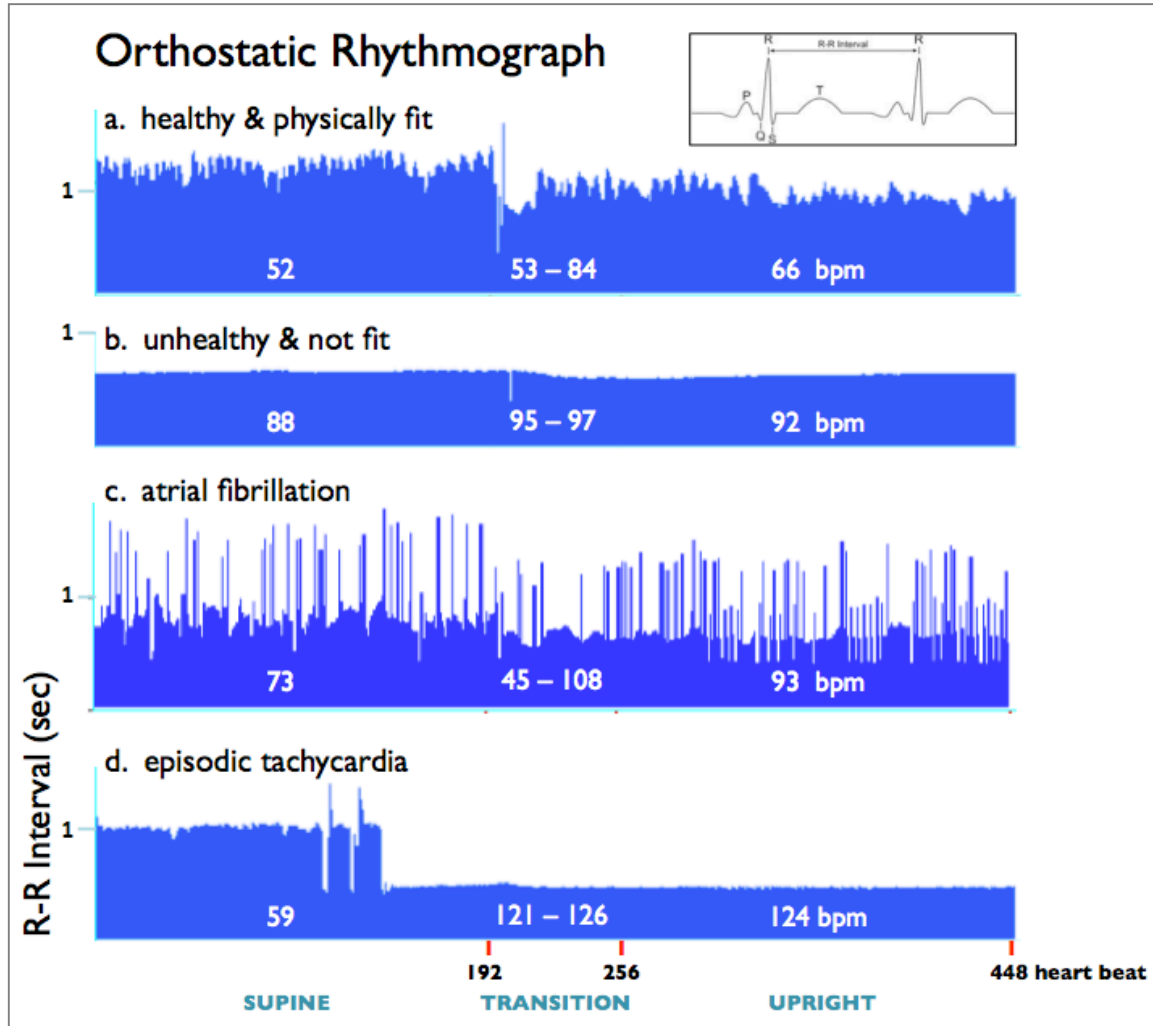 Orthostatic Rhythmograph
R R
R-R Interval
P T
Q S
a. healthy & physically fit
1
52 53 – 84 66 bpm
1
b. unhealthy & not fit
88 95 – 97 92 bpm
c. atrial fibrillation
1
73 45 – 108 93 bpm
d. episodic tachycardia
1
59 121 – 126 124 bpm
R-R Interval (sec)
192 256 448 heart beat
SUPINE TRANSITION UPRIGHT